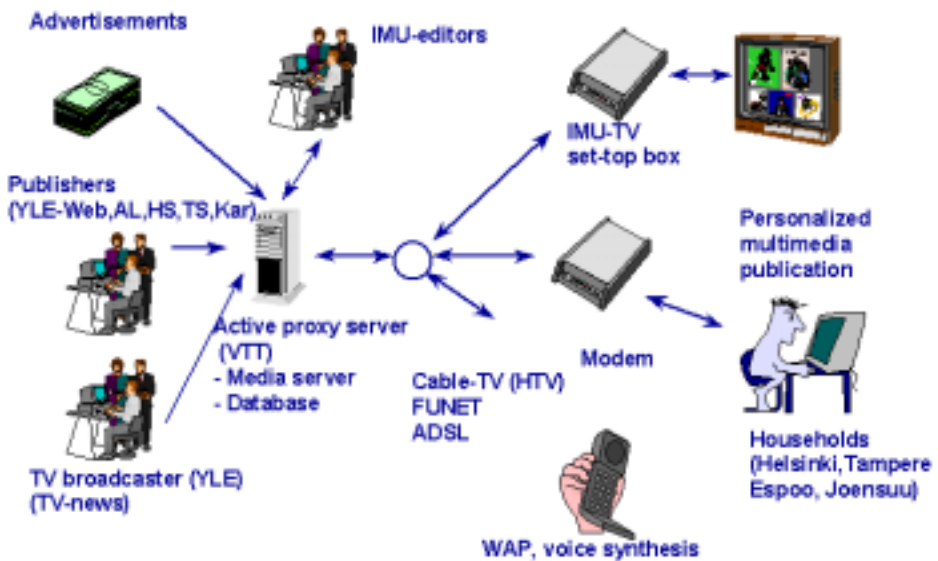 Advertisements
IMU-editors
IMU-TV
set-top box
Publishers
(YLE-Web,AL,HS,TS,Kar)
Personalized
multimedia
publication
Active proxy server
(VTT)
- Media server
- Database
Modem
Cable-TV (HTV)
FUNET
ADSL
Households
(Helsinki,Tampere
Espoo, Joensuu)
TV broadcaster (YLE)
(TV-news)
WAP, voice synthesis